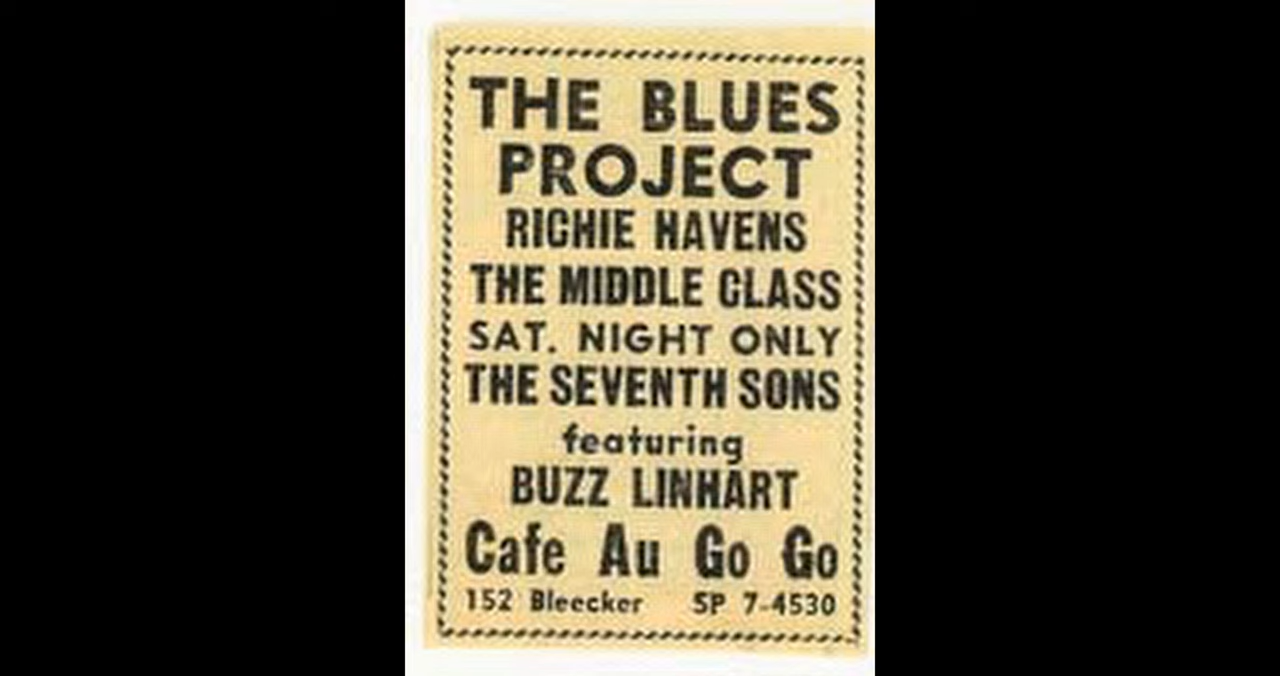 THE BLUES
PROJECT
RICHIE HAVENS
THE MIDDLE CLASS
SAT. NIGHT ONLY
THE SEVENTH SONS
featuring
BUZZ LINHART
Cafe Au Go Go
152 Bleecker SP 7-4530